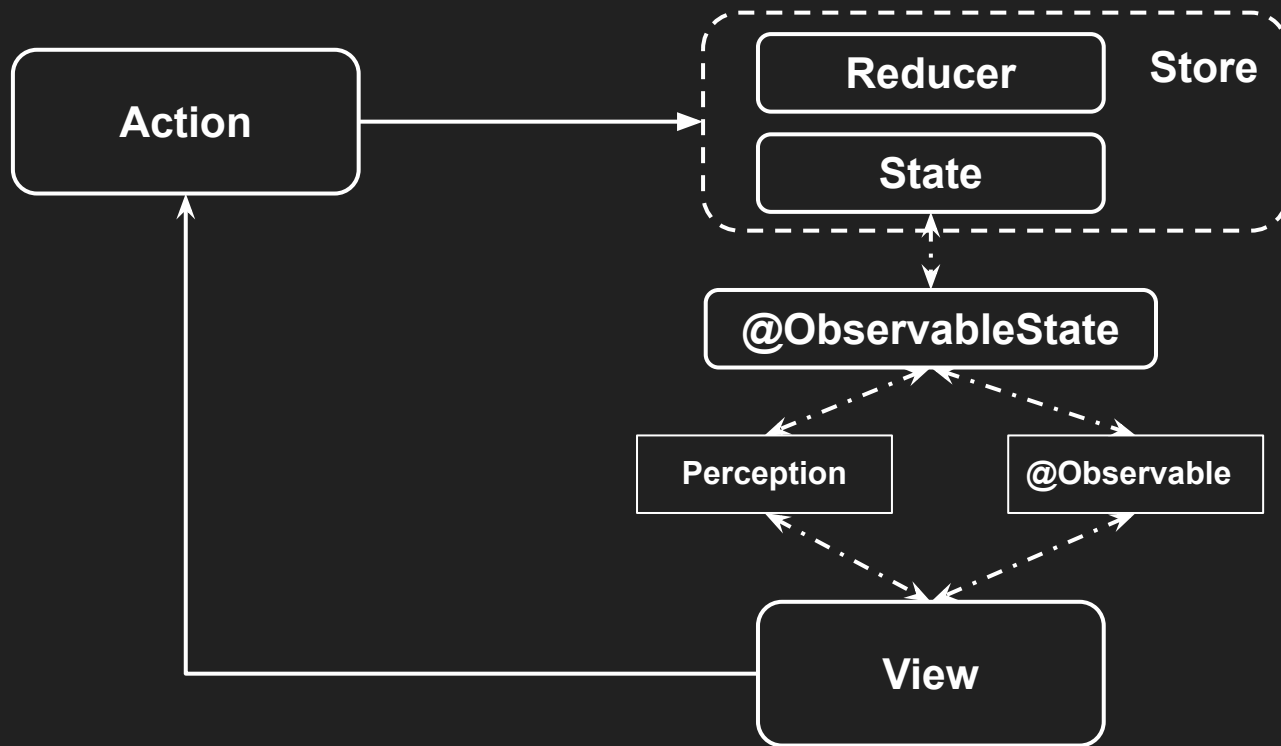 Action
Reducer
Store
State
@ObservableState
Perception
@Observable
View